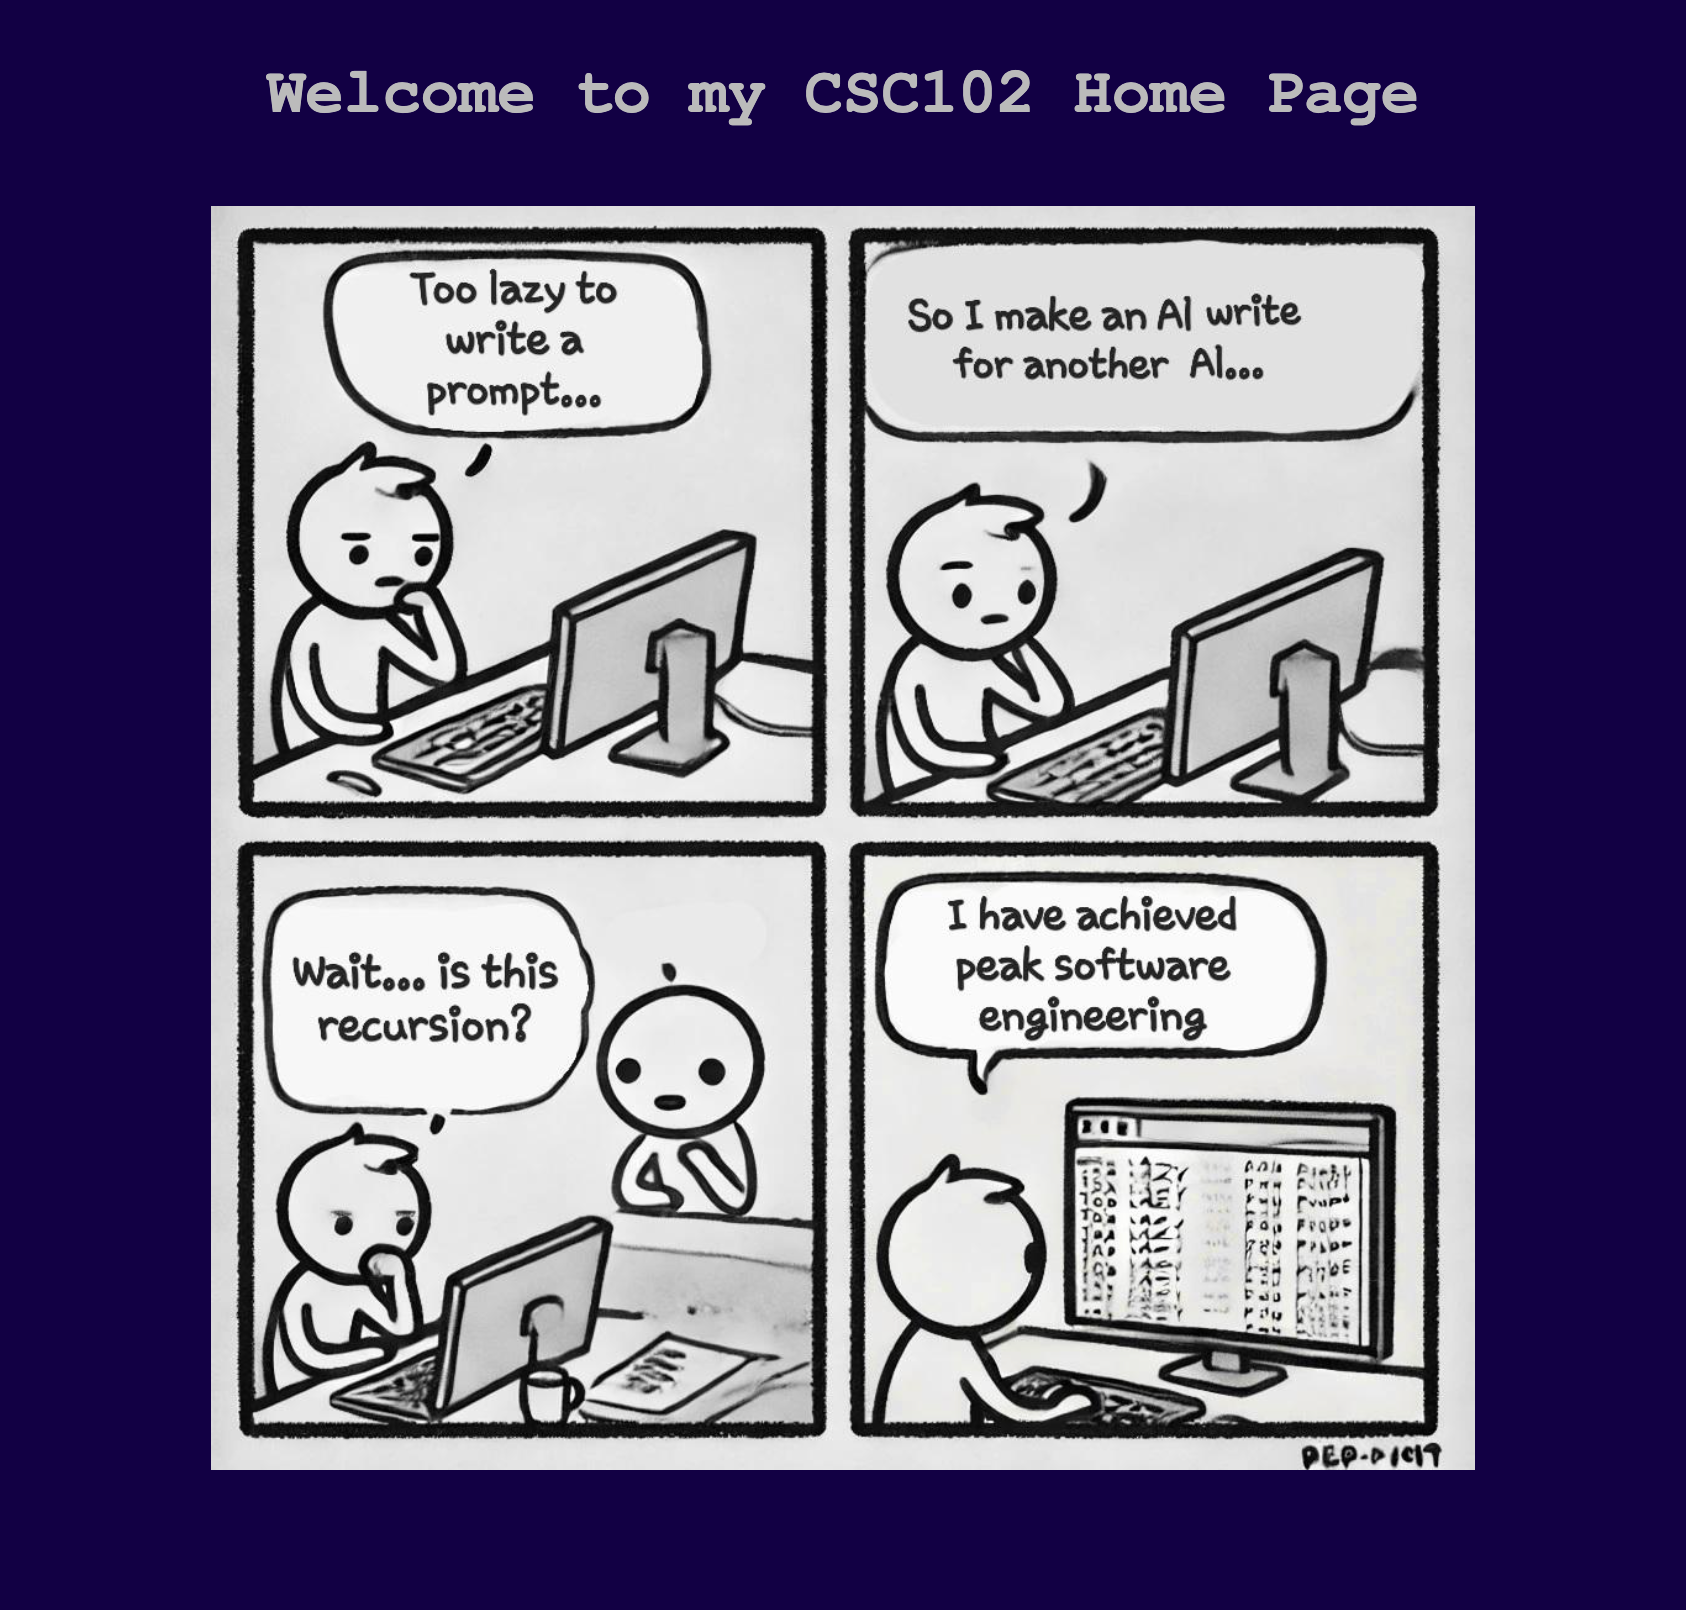 Welcome to my CSC102 Home Page
Too lazy to
write a
prompt...
So I make an AI write
for another AI...
Wait... is this
recursion?
I have achieved
peak software
engineering